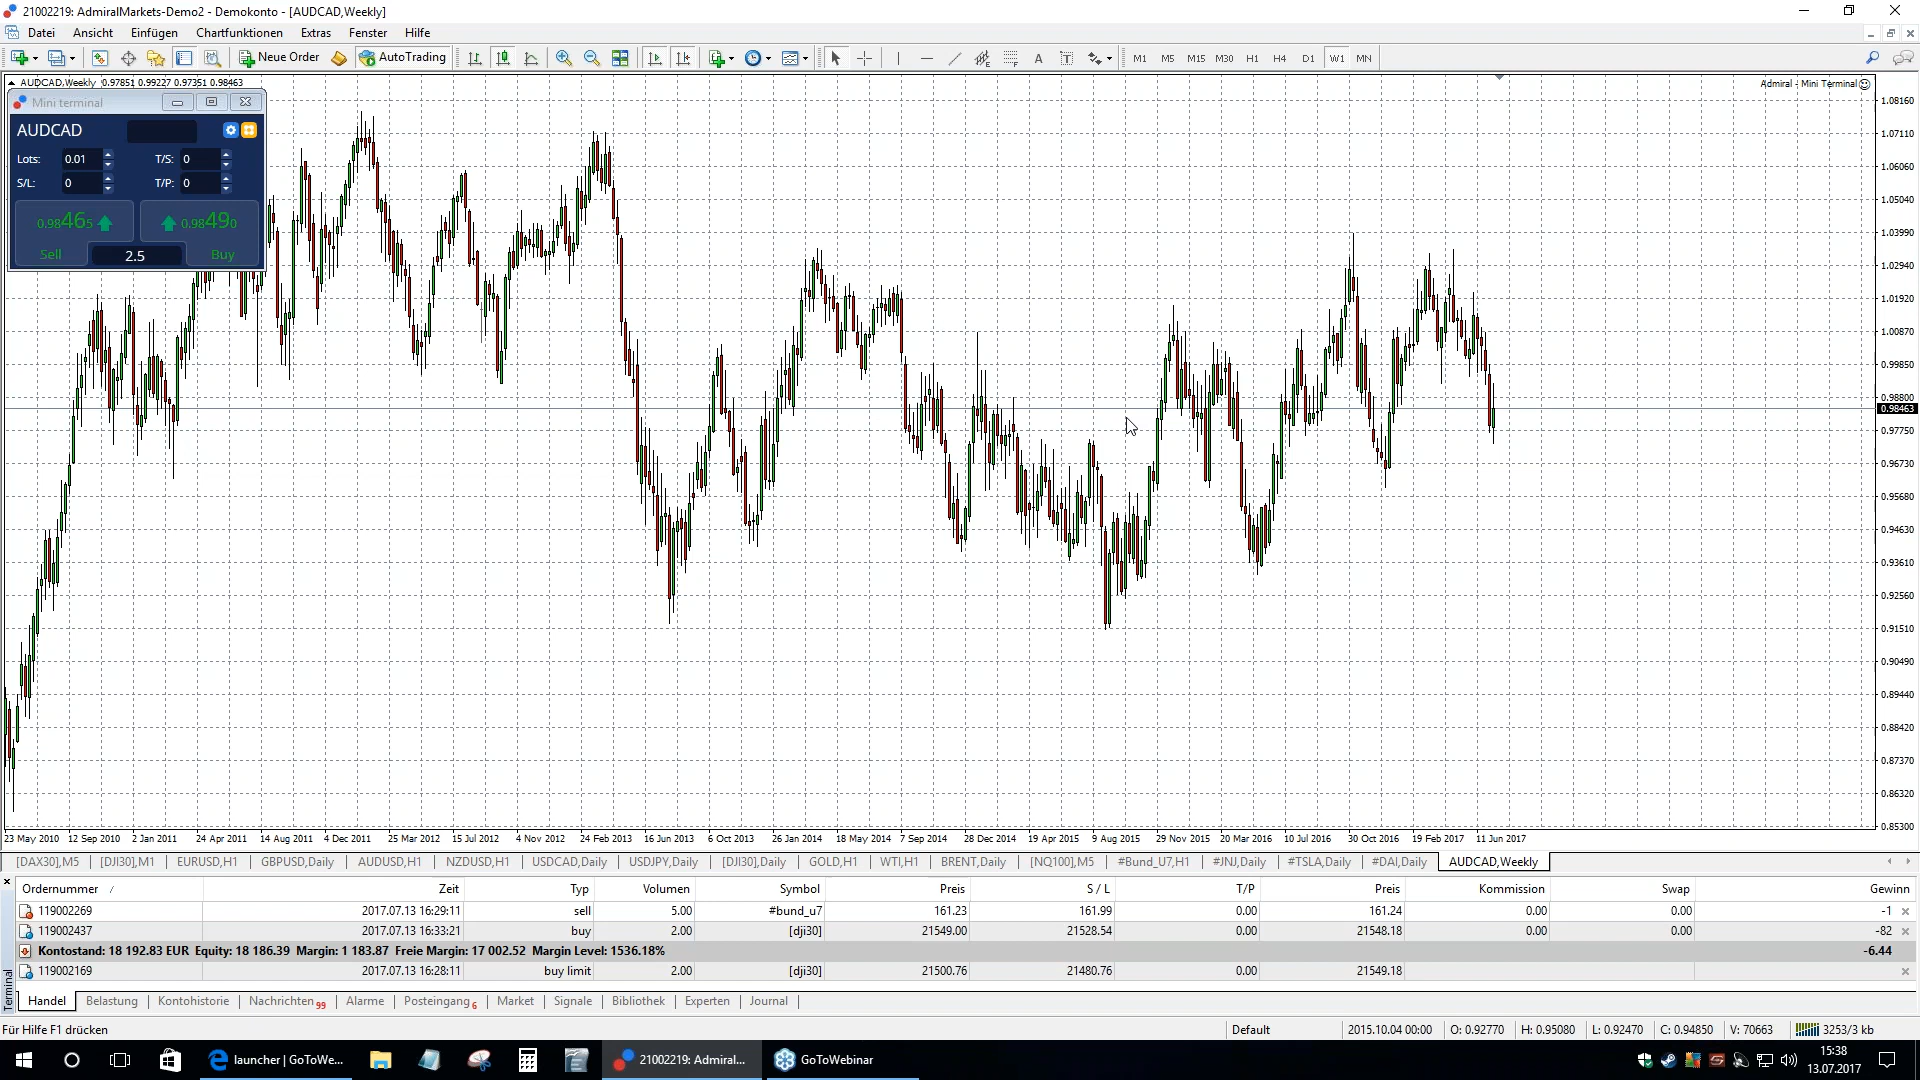 21002219: AdmiralMarkets-Demo2 - Demokonto - [AUDCAD,Weekly]
Datei Ansicht Einfügen Chartfunktionen Extras Fenster Hilfe
Neue Order AutoTrading A T M1 M5 M15 M30 H1 H4 D1 W1 MN
AUDCAD,Weekly 0.97851 0.99227 0.97351 0.98463
Admiral - Mini Terminal
Mini terminal
AUDCAD
Lots: 0.01 T/S: 0
S/L: 0 T/P: 0
0.98465 0.98490
Sell 2.5 Buy
1.08160
1.07110
1.06060
1.05040
1.03990
1.02940
1.01920
1.00870
0.99850
0.98800
0.98463
0.97750
0.96730
0.95680
0.94630
0.93610
0.92560
0.91510
0.90490
0.89440
0.88420
0.87370
0.86320
0.85300
23 May 2010 12 Sep 2010 2 Jan 2011 24 Apr 2011 14 Aug 2011 4 Dec 2011 25 Mar 2012 15 Jul 2012 4 Nov 2012 24 Feb 2013 16 Jun 2013 6 Oct 2013 26 Jan 2014 18 May 2014 7 Sep 2014 28 Dec 2014 19 Apr 2015 9 Aug 2015 29 Nov 2015 20 Mar 2016 10 Jul 2016 30 Oct 2016 19 Feb 2017 11 Jun 2017
[DAX30],M5 [DJI30],M1 EURUSD,H1 GBPUSD,Daily AUDUSD,H1 NZDUSD,H1 USDCAD,Daily USDJPY,Daily [DJI30],Daily GOLD,H1 WTI,H1 BRENT,Daily [NQ100],M5 #Bund_U7,H1 #JNJ,Daily #TSLA,Daily #DAI,Daily AUDCAD,Weekly
Ordernummer Zeit Typ Volumen Symbol Preis S / L T/P Preis Kommission Swap Gewinn
119002269 2017.07.13 16:29:11 sell 5.00 #bund_u7 161.23 161.99 0.00 161.24 0.00 0.00 -1
119002437 2017.07.13 16:33:21 buy 2.00 [dji30] 21549.00 21528.54 0.00 21548.18 0.00 0.00 -82
Kontostand: 18 192.83 EUR Equity: 18 186.39 Margin: 1 183.87 Freie Margin: 17 002.52 Margin Level: 1536.18% -6.44
119002169 2017.07.13 16:28:11 buy limit 2.00 [dji30] 21500.76 21480.76 0.00 21549.18
Terminal
Handel Belastung Kontohistorie Nachrichten 99 Alarme Posteingang 6 Market Signale Bibliothek Experten Journal
Für Hilfe F1 drücken Default 2015.10.04 00:00 O: 0.92770 H: 0.95080 L: 0.92470 C: 0.94850 V: 70663 3253/3 kb
launcher | GoToWe... 21002219: Admiral... GoToWebinar
15:38
13.07.2017